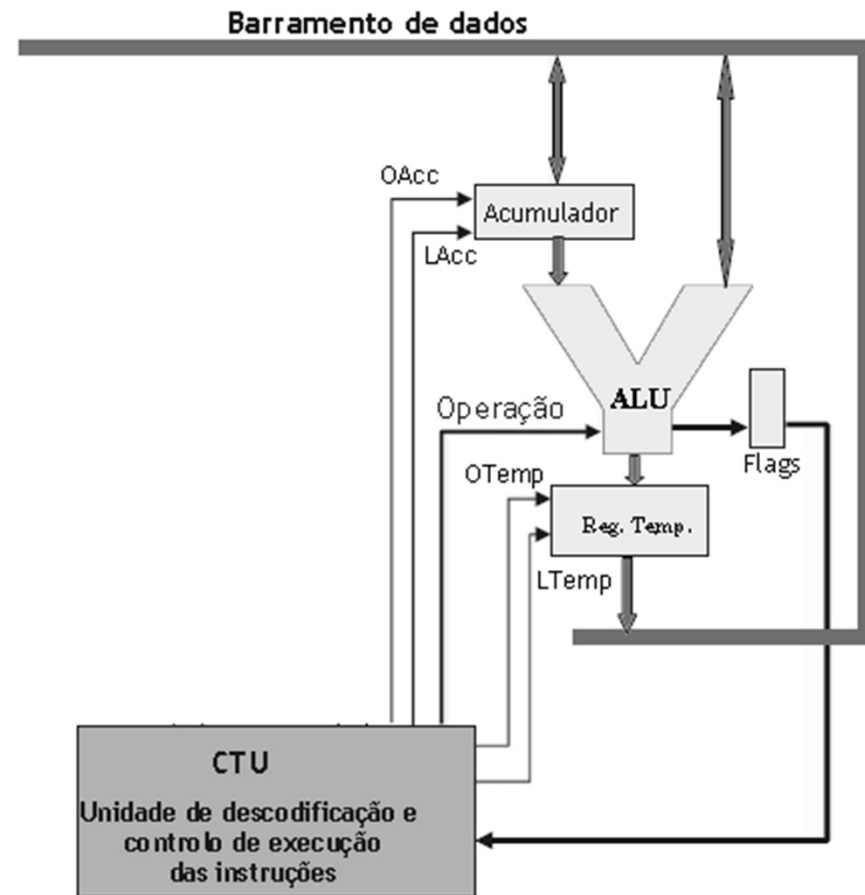 Barramento de dados
OAcc
Acumulador
LAcc
ALU
Operação
Flags
OTemp
Reg. Temp.
LTemp
CTU
Unidade de descodificação e
controlo de execução
das instruções